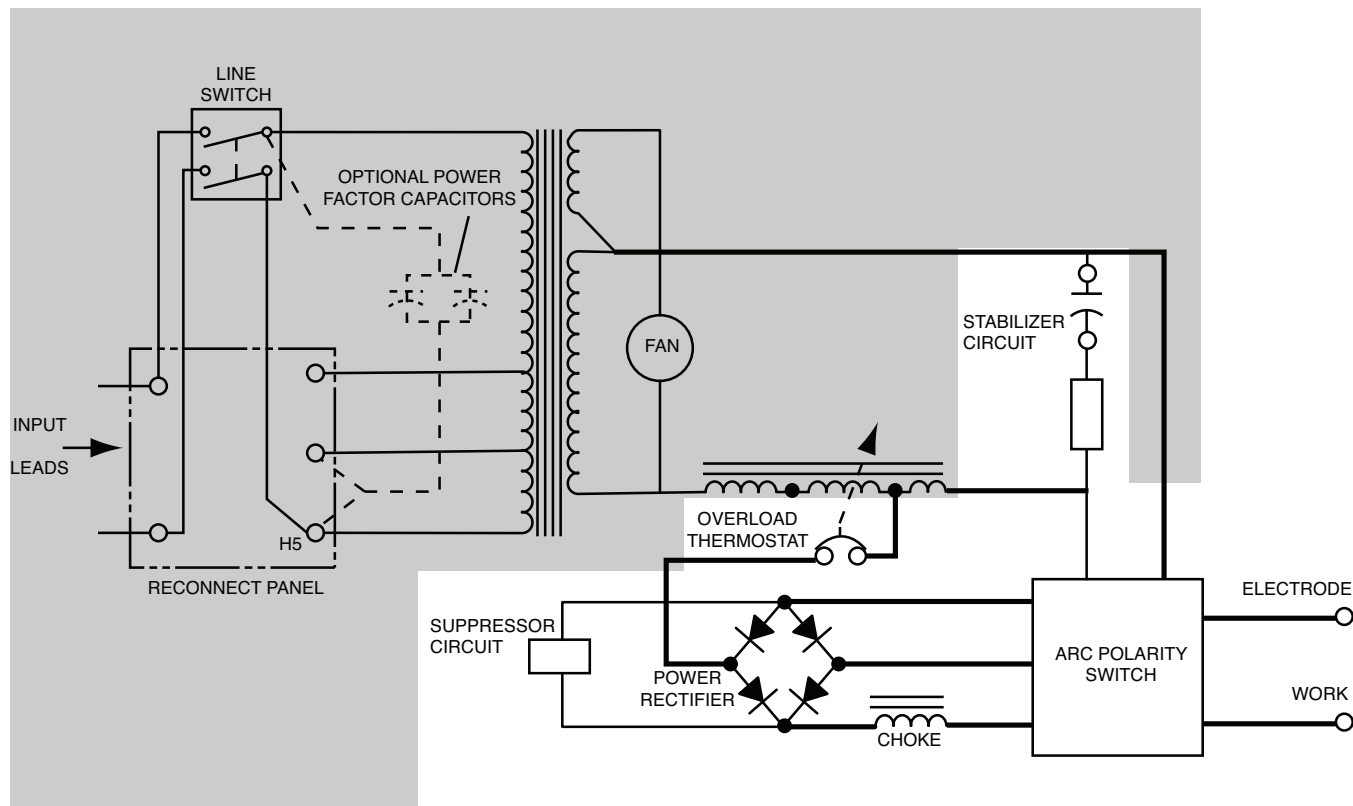 LINE
SWITCH
OPTIONAL POWER
FACTOR CAPACITORS
FAN
STABILIZER
CIRCUIT
INPUT
LEADS
H5
RECONNECT PANEL
OVERLOAD
THERMOSTAT
SUPPRESSOR
CIRCUIT
POWER
RECTIFIER
CHOKE
ARC POLARITY
SWITCH
ELECTRODE
WORK